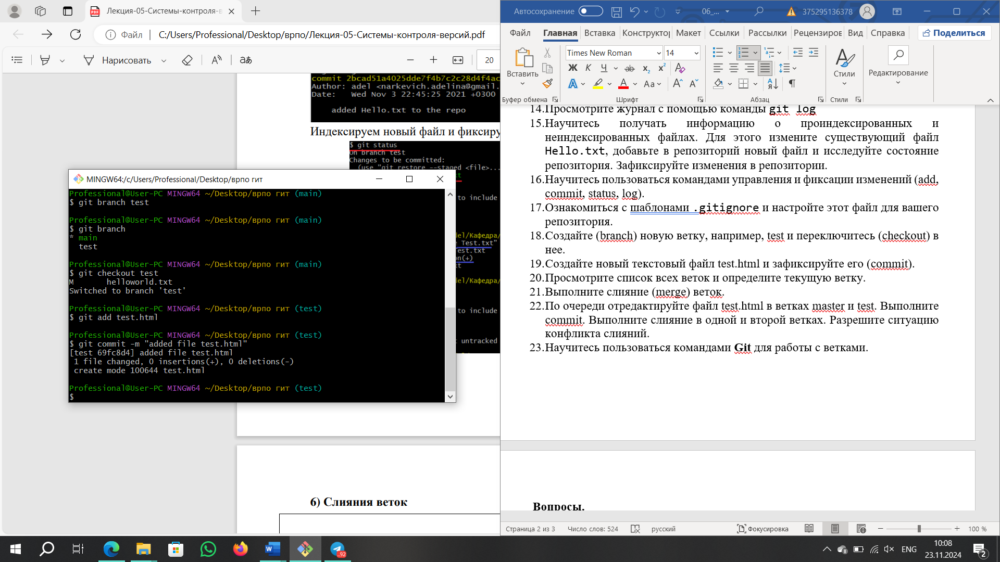 Лекция-05-Системы-контроля-в
Файл
C:/Users/Professional/Desktop/врпо/Лекция-05-Системы-контроля-версий.pdf
Нарисовать
аあ
20
commit 2bcad51a4025dde7f4b7c2c28d4f4ac
Author: adel <narkevich.adelina@gmail.
Date: Wed Nov 3 22:45:25 2021 +0300
added Hello.txt to the repo
Индексируем новый файл и фиксиру
$ git status
On branch test
Changes to be committed:
(use "git restore --staged <file>...
xt
to include
del/Кафедра/
e Test.txt"
Test.txt
on(+)
xt
del/Кафедра/
to include
t untracked
6) Слияния веток
MINGW64:/c/Users/Professional/Desktop/врпо гит
Professional@User-PC MINGW64 ~/Desktop/врпо гит (main)
$ git branch test
Professional@User-PC MINGW64 ~/Desktop/врпо гит (main)
$ git branch
* main
test
Professional@User-PC MINGW64 ~/Desktop/врпо гит (main)
$ git checkout test
M helloworld.txt
Switched to branch 'test'
Professional@User-PC MINGW64 ~/Desktop/врпо гит (test)
$ git add test.html
Professional@User-PC MINGW64 ~/Desktop/врпо гит (test)
$ git commit -m "added file test.html"
[test 69fc8d4] added file test.html
1 file changed, 0 insertions(+), 0 deletions(-)
create mode 100644 test.html
Professional@User-PC MINGW64 ~/Desktop/врпо гит (test)
$
Автосохранение
06_...
375295136378
Файл Главная Вставка Конструктор Макет Ссылки Рассылки Рецензиров Вид Справка
Поделиться
Вставить
Times New Roman
14
Ж К Ч ab x₂ x² A
A A Aa A A
Стили
Редактирование
Буфер обмена
Шрифт
Абзац
Стили
14.Просмотрите журнал с помощью команды git log
15.Научитесь получать информацию о проиндексированных и
неиндексированных файлах. Для этого измените существующий файл
Hello.txt, добавьте в репозиторий новый файл и исследуйте состояние
репозитория. Зафиксируйте изменения в репозитории.
16.Научитесь пользоваться командами управления и фиксации изменений (add,
commit, status, log).
17.Ознакомиться с шаблонами .gitignore и настройте этот файл для вашего
репозитория.
18.Создайте (branch) новую ветку, например, test и переключитесь (checkout) в
нее.
19.Создайте новый текстовый файл test.html и зафиксируйте его (commit).
20.Просмотрите список всех веток и определите текущую ветку.
21.Выполните слияние (merge) веток.
22.По очереди отредактируйте файл test.html в ветках master и test. Выполните
commit. Выполните слияние в одной и второй ветках. Разрешите ситуацию
конфликта слияний.
23.Научитесь пользоваться командами Git для работы с ветками.
Вопросы.
Страница 2 из 3
Число слов: 524
русский
Фокусировка
100 %
..92
ENG
10:08
23.11.2024
2